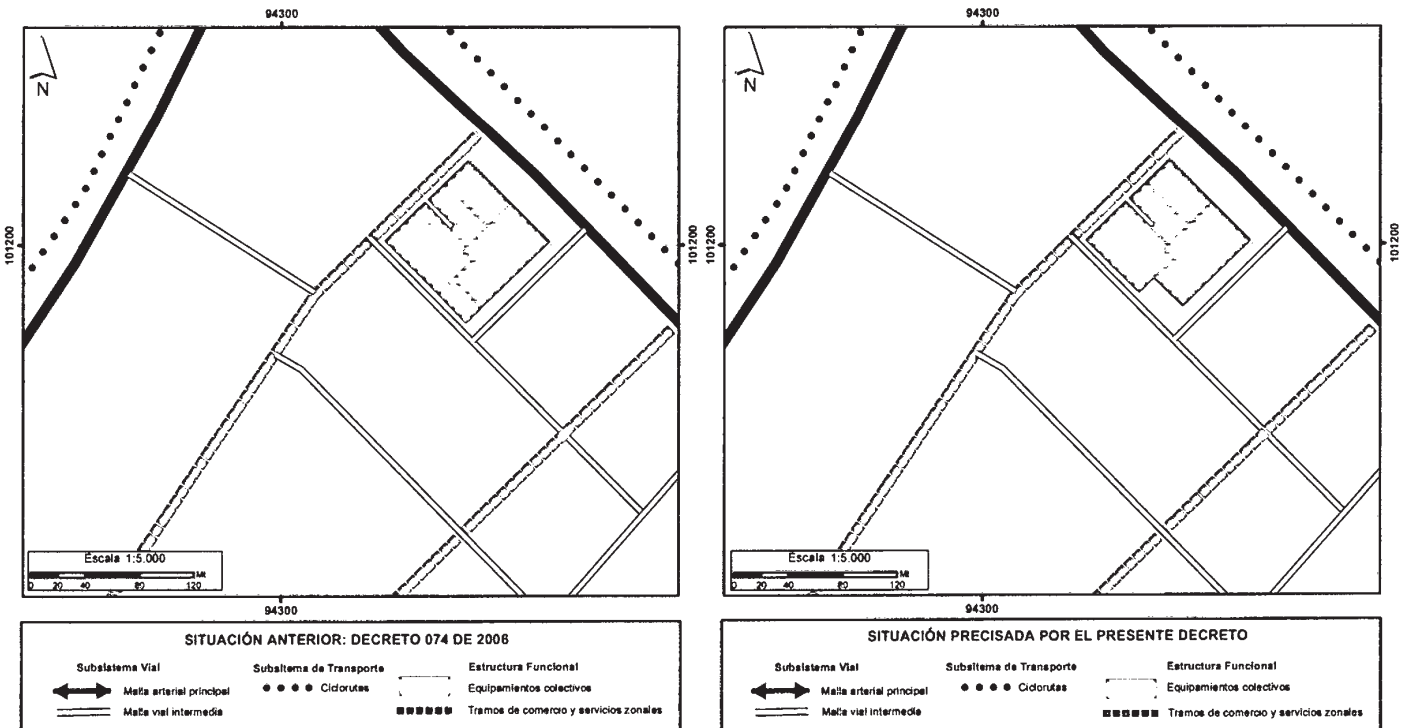 94300
94300
N
N
101200
101200
101200
101200
Escala 1:5.000
Mt
0 20 40 80 120
Escala 1:5.000
Mt
0 20 40 80 120
94300
94300
SITUACIÓN ANTERIOR: DECRETO 074 DE 2006
Subsistema Vial
Malla arterial principal
Malla vial intermedia
Subsitema de Transporte
Ciclorutas
Estructura Funcional
Equipamientos colectivos
Tramos de comercio y servicios zonales
SITUACIÓN PRECISADA POR EL PRESENTE DECRETO
Subsistema Vial
Malla arterial principal
Malla vial intermedia
Subsitema de Transporte
Ciclorutas
Estructura Funcional
Equipamientos colectivos
Tramos de comercio y servicios zonales